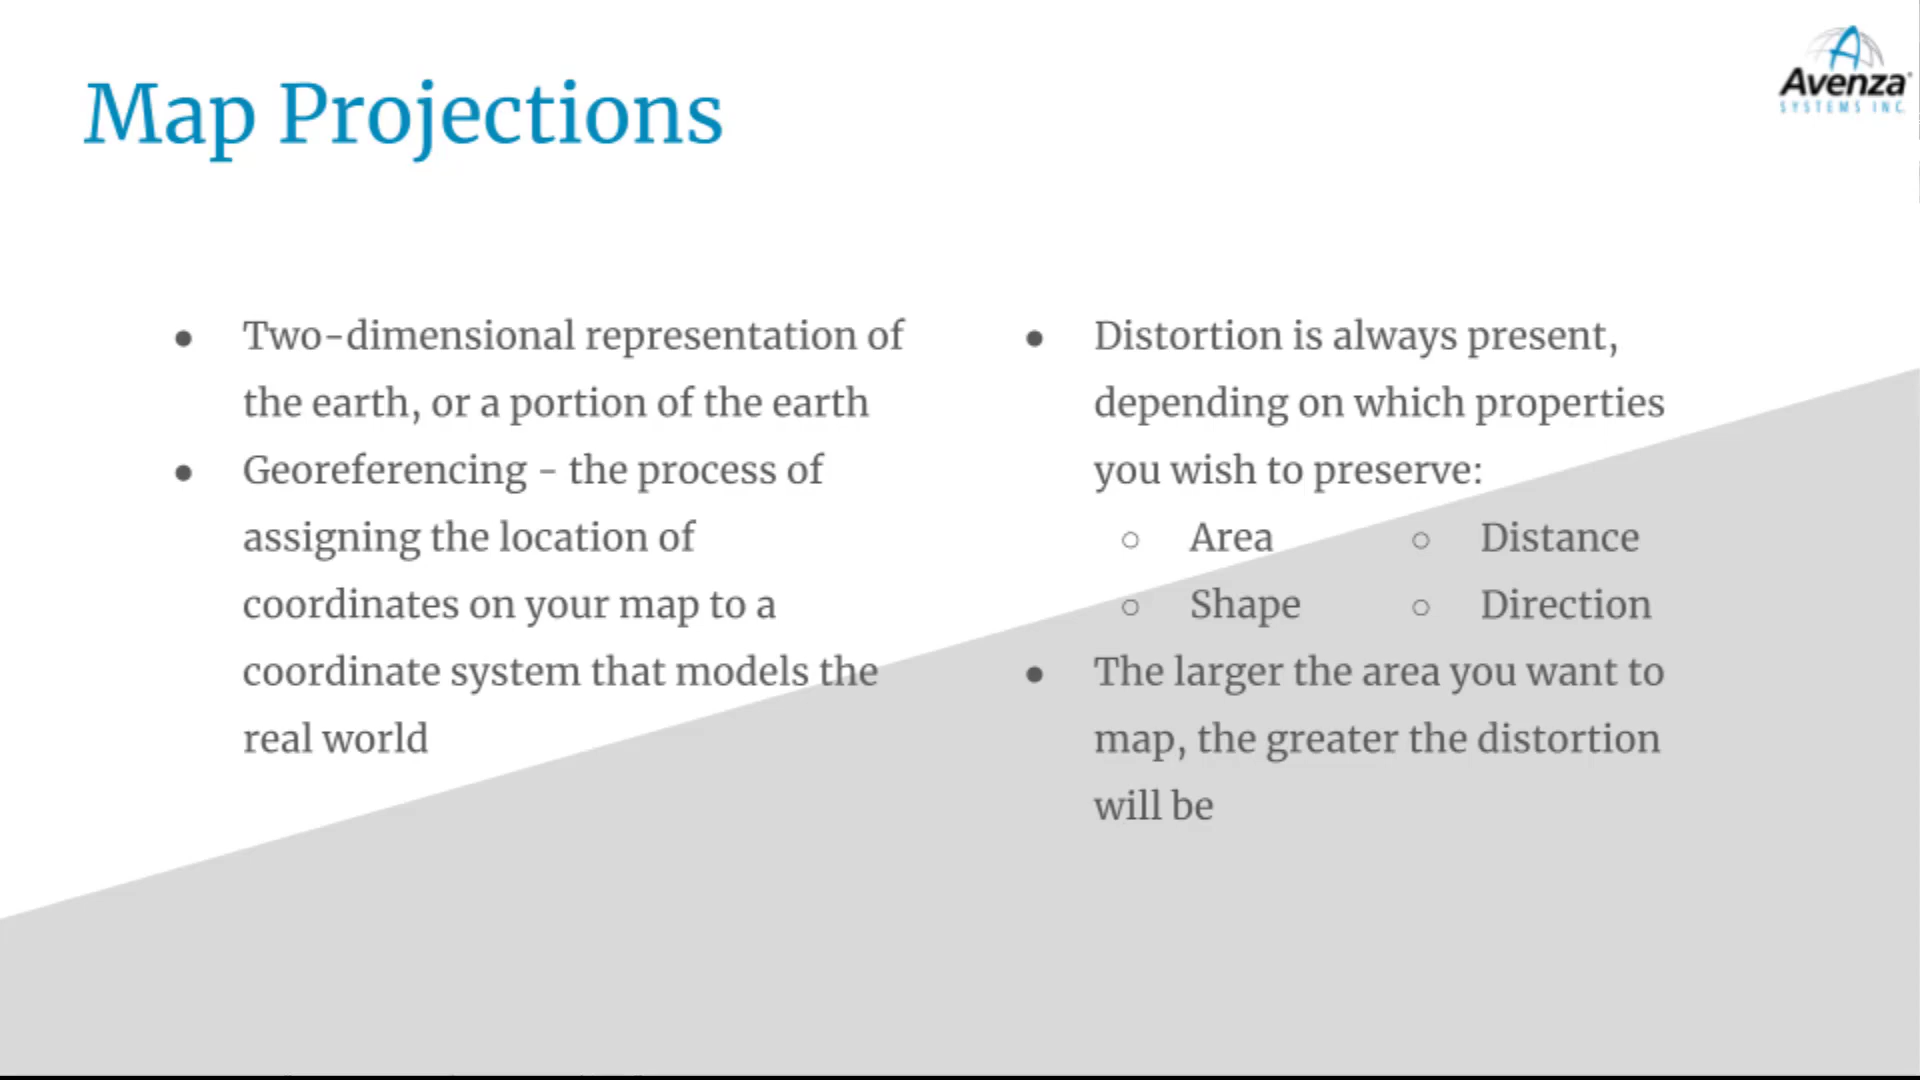 Map Projections
Avenza
SYSTEMS INC.
● Two-dimensional representation of
the earth, or a portion of the earth
● Georeferencing - the process of
assigning the location of
coordinates on your map to a
coordinate system that models the
real world
● Distortion is always present,
depending on which properties
you wish to preserve:
○ Area ○ Distance
○ Shape ○ Direction
● The larger the area you want to
map, the greater the distortion
will be